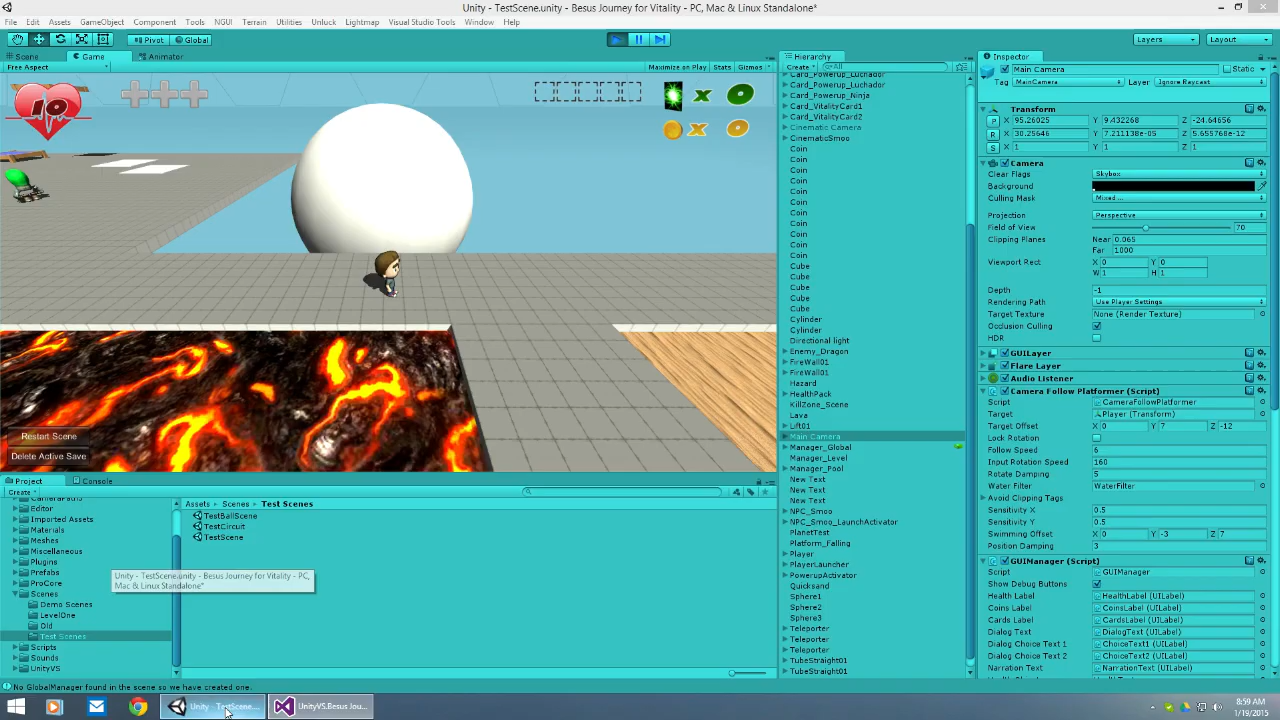 Unity - TestScene.unity - Besus Journey for Vitality - PC, Mac & Linux Standalone*
File Edit Assets GameObject Component Tools NGUI Terrain Utilities Unlock Lightmap Visual Studio Tools Window Help
Pivot Global Layers Layout
Scene Game Animator
Free Aspect Maximize on Play Stats Gizmos
10
x 0
x 0
Restart Scene
Delete Active Save
Hierarchy
Create All
Card_Powerup_Luchador
Card_Powerup_Luchador
Card_Powerup_Ninja
Card_VitalityCard1
Card_VitalityCard2
Cinematic Camera
CinematicSmoo
Coin
Coin
Coin
Coin
Coin
Coin
Coin
Coin
Coin
Coin
Coin
Cube
Cube
Cube
Cube
Cube
Cylinder
Cylinder
Directional light
Enemy_Dragon
FireWall01
FireWall01
Hazard
HealthPack
KillZone_Scene
Lava
Lift01
Main Camera
Manager_Global
Manager_Level
Manager_Pool
New Text
New Text
New Text
NPC_Smoo
NPC_Smoo_LaunchActivator
PlanetTest
Platform_Falling
Player
PlayerLauncher
PowerupActivator
Quicksand
Sphere1
Sphere2
Sphere3
Teleporter
Teleporter
Teleporter
TubeStraight01
TubeStraight01
Inspector
Main Camera Static
Tag MainCamera Layer Ignore Raycast
Transform
P X 95.26025 Y 9.432268 Z -24.64656
R X 30.25646 Y 7.211138e-05 Z 5.655768e-12
S X 1 Y 1 Z 1
Camera
Clear Flags Skybox
Background
Culling Mask Mixed ...
Projection Perspective
Field of View 70
Clipping Planes Near 0.065
Far 1000
Viewport Rect X 0 Y 0
W 1 H 1
Depth -1
Rendering Path Use Player Settings
Target Texture None (Render Texture)
Occlusion Culling
HDR
GUILayer
Flare Layer
Audio Listener
Camera Follow Platformer (Script)
Script CameraFollowPlatformer
Target Player (Transform)
Target Offset X 0 Y 7 Z -12
Lock Rotation
Follow Speed 6
Input Rotation Speed 160
Rotate Damping 5
Water Filter WaterFilter
Avoid Clipping Tags
Sensitivity X 0.5
Sensitivity Y 0.5
Swimming Offset X 0 Y -3 Z 7
Position Damping 3
GUIManager (Script)
Script GUIManager
Show Debug Buttons
Health Label HealthLabel (UILabel)
Coins Label CoinsLabel (UILabel)
Cards Label CardsLabel (UILabel)
Dialog Text DialogText (UILabel)
Dialog Choice Text 1 ChoiceText1 (UILabel)
Dialog Choice Text 2 ChoiceText2 (UILabel)
Narration Text NarrationText (UILabel)
Project Console
Create
Editor
Imported Assets
Materials
Meshes
Miscellaneous
Plugins
Prefabs
ProCore
Scenes
Demo Scenes
LevelOne
Old
Test Scenes
Scripts
Sounds
UnityVS
Assets Scenes Test Scenes
TestBallScene
TestCircuit
TestScene
Unity - TestScene.unity - Besus Journey for Vitality - PC,
Mac & Linux Standalone*
No GlobalManager found in the scene so we have created one.
Unity - TestScene.... UnityVS.Besus Jou...
8:59 AM
1/19/2015